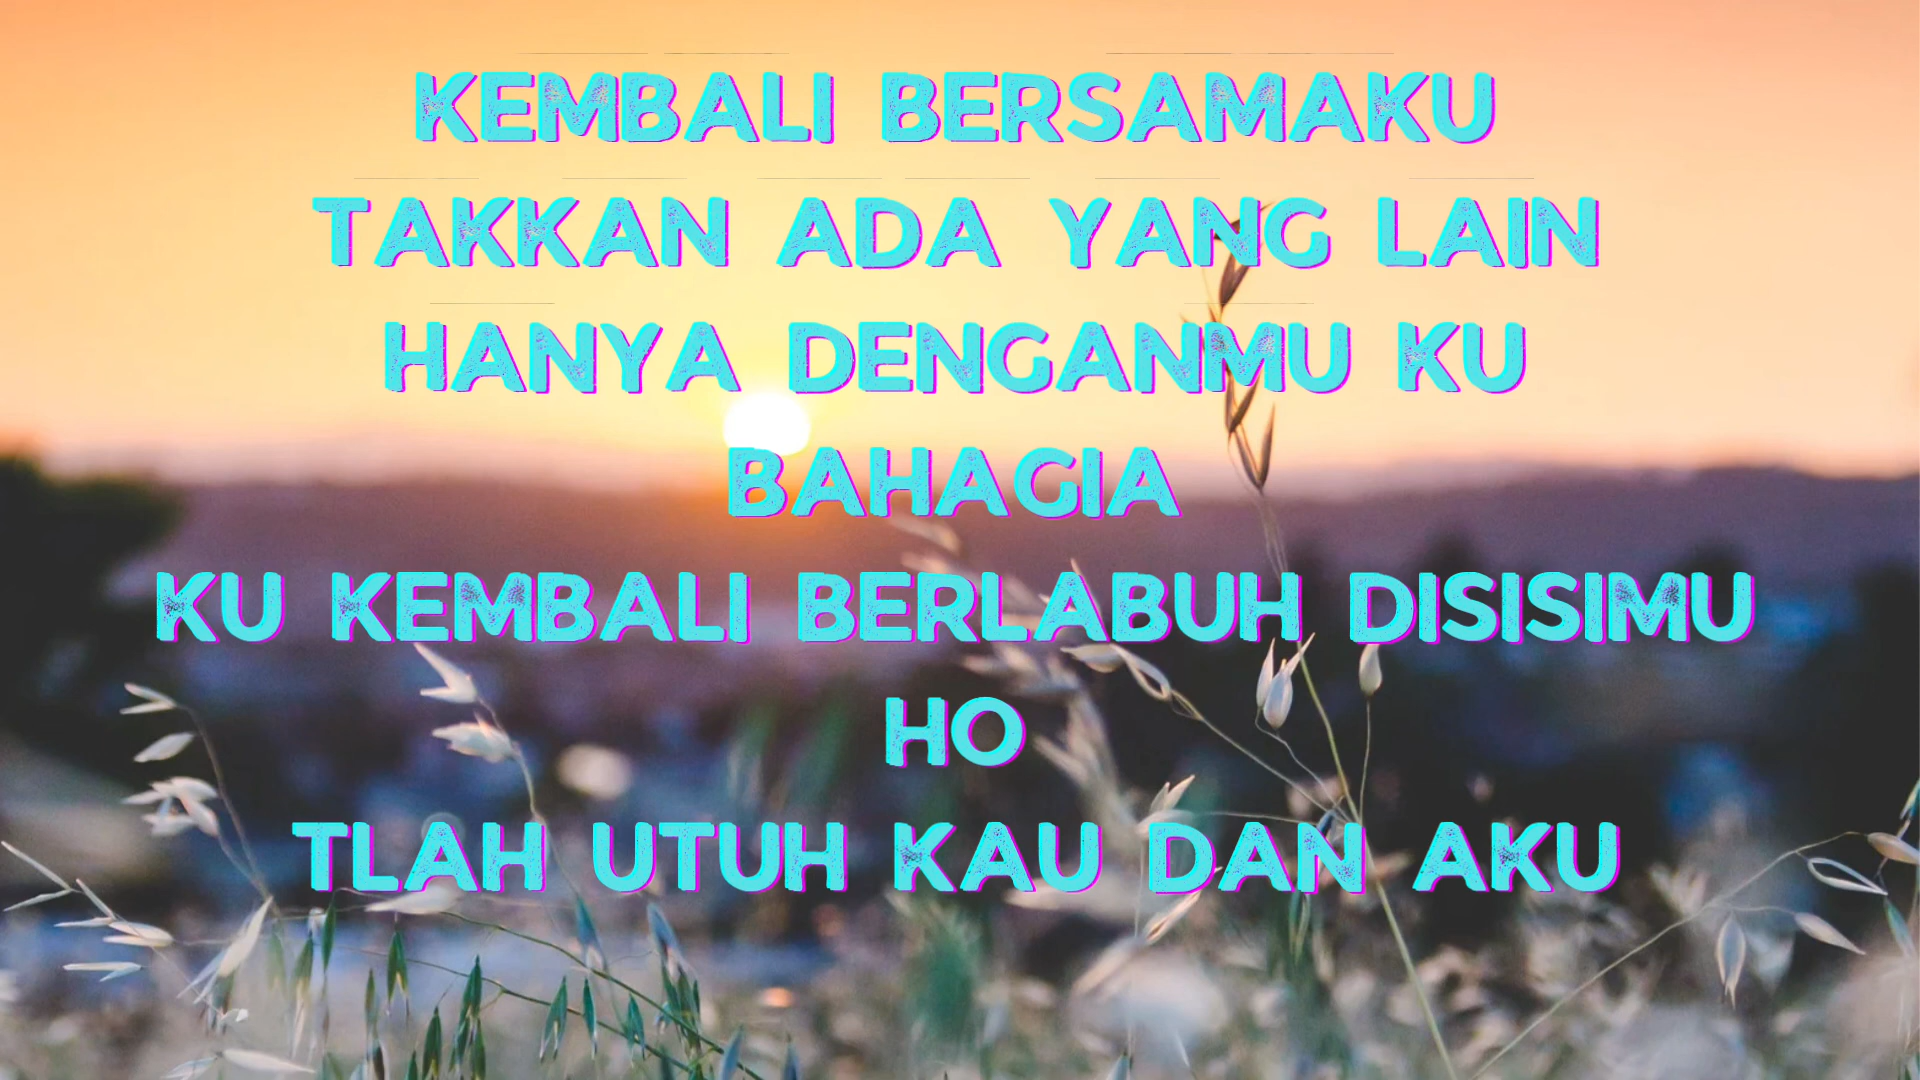 KEMBALI BERSAMAKU
TAKKAN ADA YANG LAIN
HANYA DENGANMU KU
BAHAGIA
KU KEMBALI BERLABUH DISISIMU
HO
TLAH UTUH KAU DAN AKU